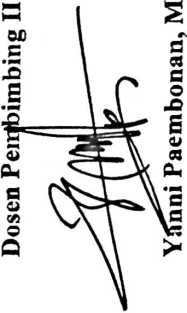 Dosen Pembimbing II
Yanni Paembonan, M